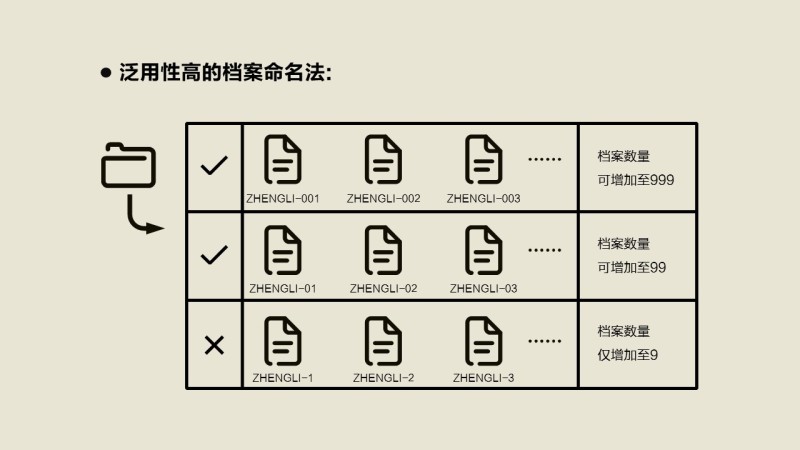 ● 泛用性高的档案命名法:
ZHENGLI-001 ZHENGLI-002 ZHENGLI-003 ······
档案数量
可增加至999
ZHENGLI-01 ZHENGLI-02 ZHENGLI-03 ······
档案数量
可增加至99
ZHENGLI-1 ZHENGLI-2 ZHENGLI-3 ······
档案数量
仅增加至9